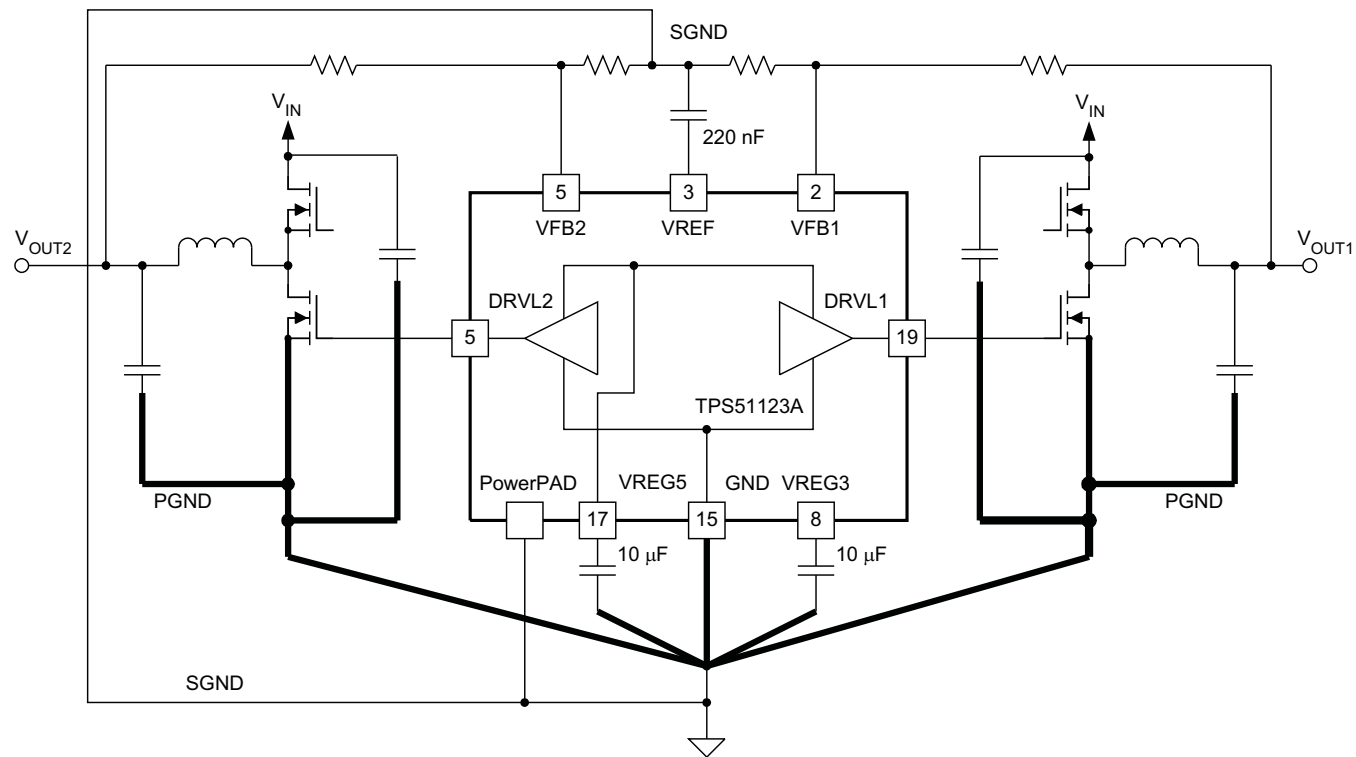 SGND
V_IN
V_IN
220 nF
5
3
2
VFB2
VREF
VFB1
V_OUT2
V_OUT1
DRVL2
DRVL1
5
19
TPS51123A
PowerPAD
VREG5
GND
VREG3
PGND
PGND
17
15
8
10 μF
10 μF
SGND